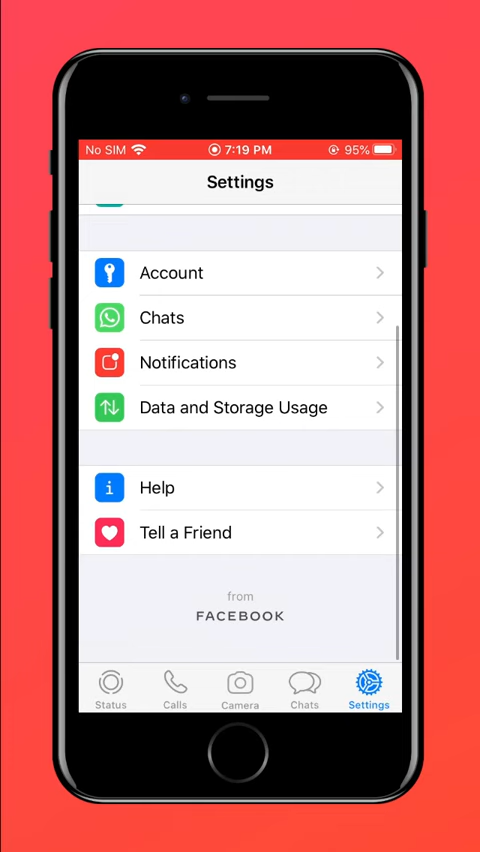 No SIM 7:19 PM 95%
Settings
Account
Chats
Notifications
Data and Storage Usage
Help
Tell a Friend
from
FACEBOOK
Status Calls Camera Chats Settings